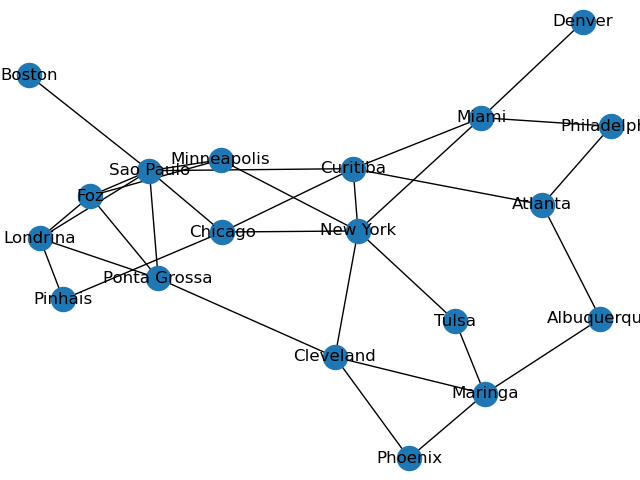 Denver
Boston
Miami
Philadelph
Minneapolis
Sao Paulo
Curitiba
Foz
Atlanta
Chicago
New York
Londrina
Ponta Grossa
Pinhais
Tulsa
Albuquerqu
Cleveland
Maringa
Phoenix